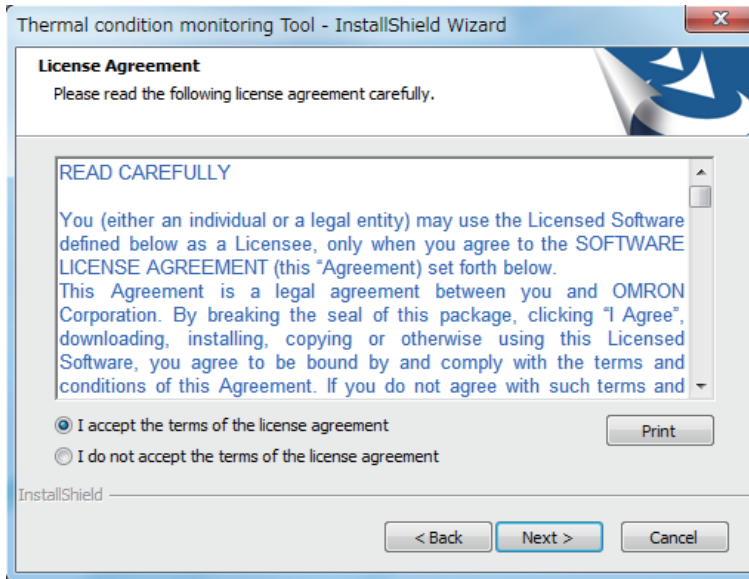 Thermal condition monitoring Tool - InstallShield Wizard
License Agreement
Please read the following license agreement carefully.
READ CAREFULLY
You (either an individual or a legal entity) may use the Licensed Software
defined below as a Licensee, only when you agree to the SOFTWARE
LICENSE AGREEMENT (this “Agreement) set forth below.
This Agreement is a legal agreement between you and OMRON
Corporation. By breaking the seal of this package, clicking “I Agree”,
downloading, installing, copying or otherwise using this Licensed
Software, you agree to be bound by and comply with the terms and
conditions of this Agreement. If you do not agree with such terms and
I accept the terms of the license agreement
Print
I do not accept the terms of the license agreement
InstallShield
< Back Next > Cancel